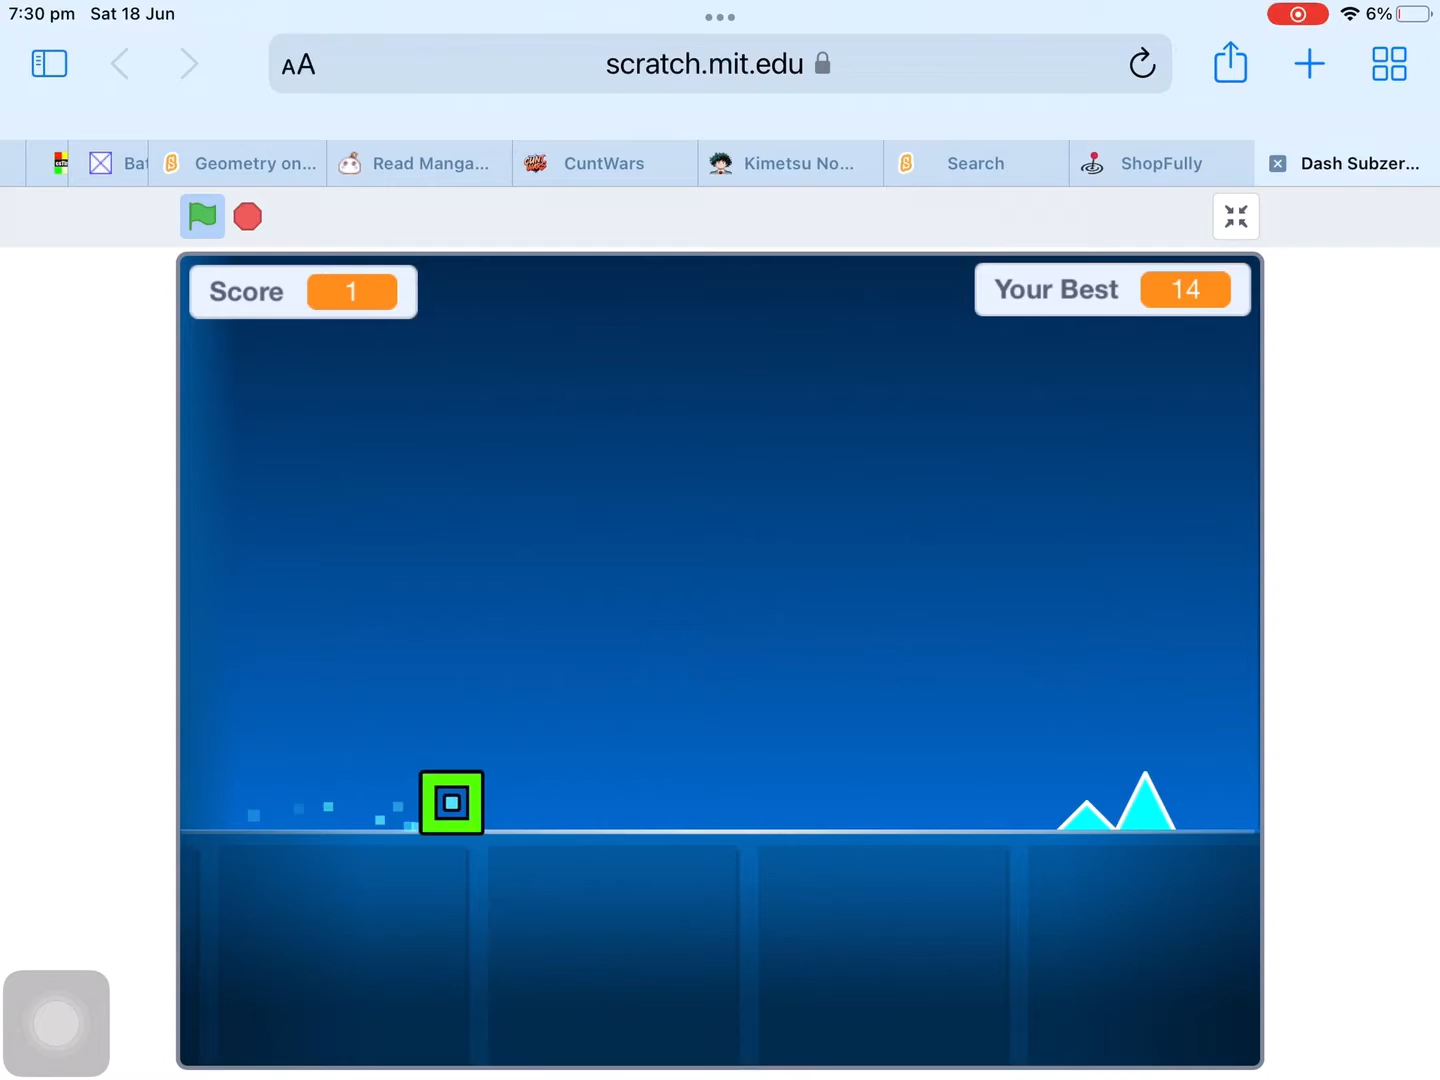 7:30 pm Sat 18 Jun
6%
AA
scratch.mit.edu
Bat
Geometry on...
Read Manga...
CuntWars
Kimetsu No...
Search
ShopFully
Dash Subzer...
Score 1
Your Best 14